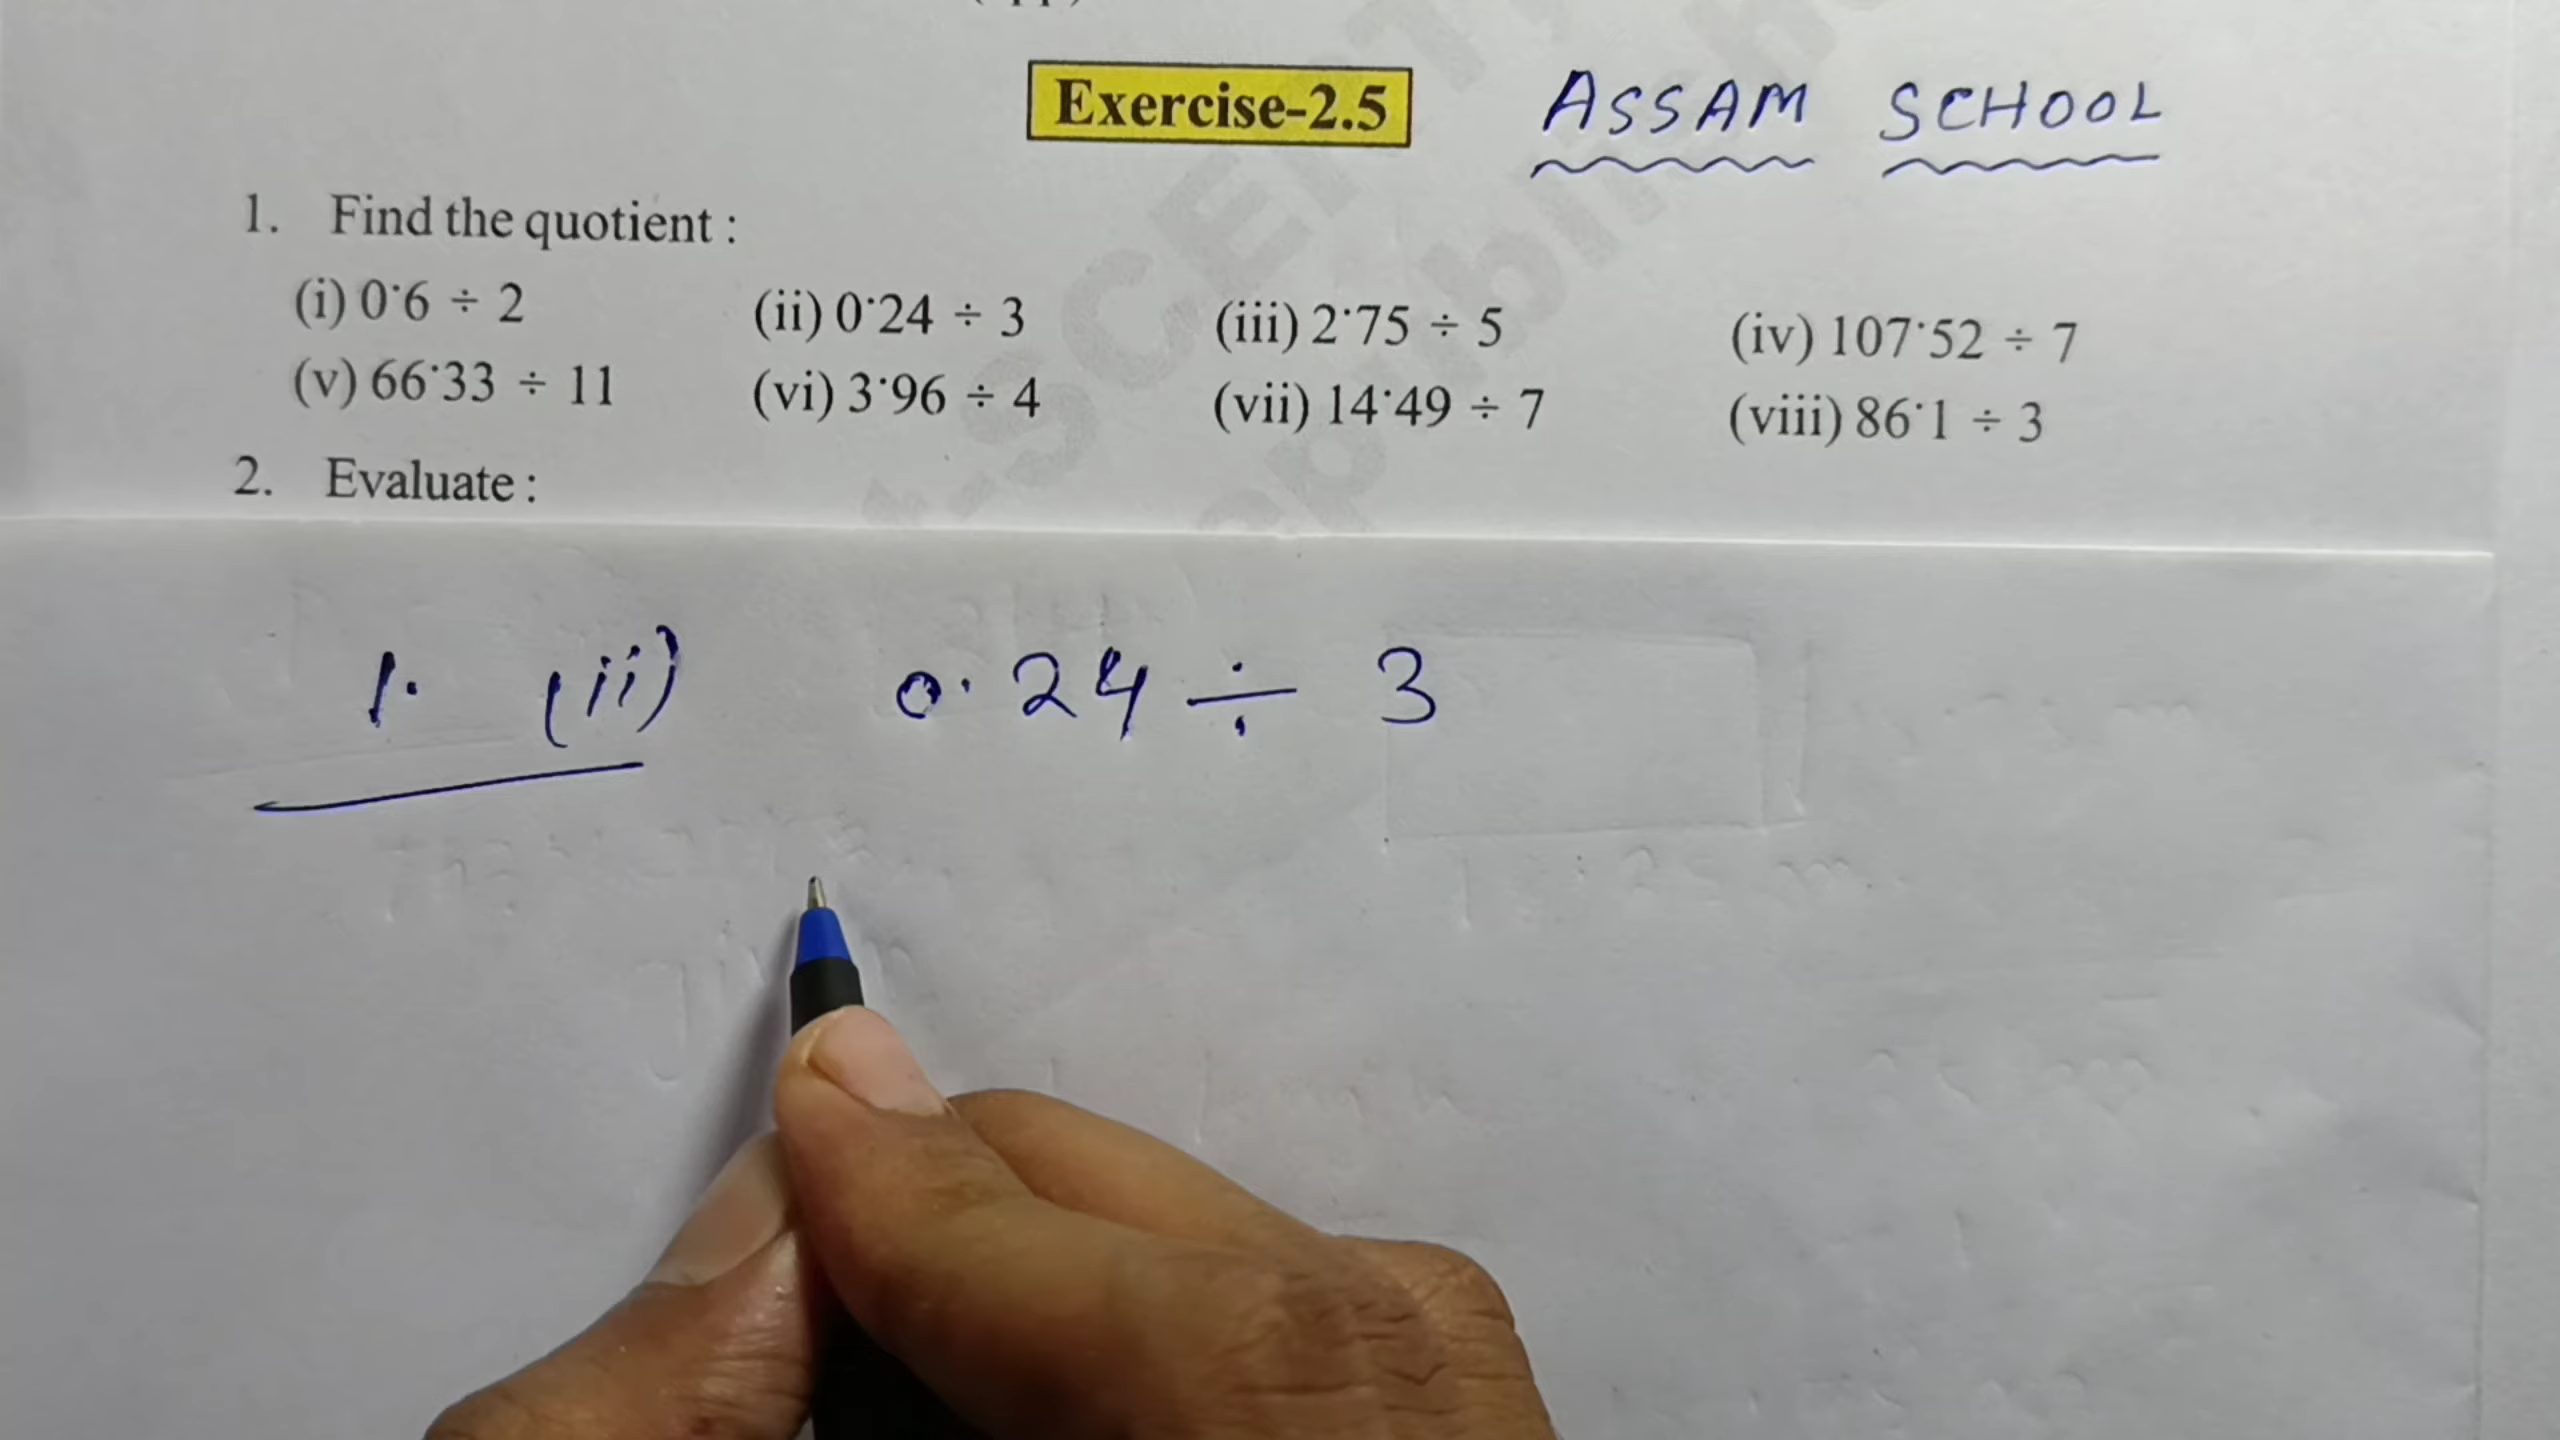 Exercise-2.5 ASSAM SCHOOL
1. Find the quotient :
(i) 0·6 ÷ 2 (ii) 0·24 ÷ 3 (iii) 2·75 ÷ 5 (iv) 107·52 ÷ 7
(v) 66·33 ÷ 11 (vi) 3·96 ÷ 4 (vii) 14·49 ÷ 7 (viii) 86·1 ÷ 3
2. Evaluate :
1. (ii) 0.24 ÷ 3